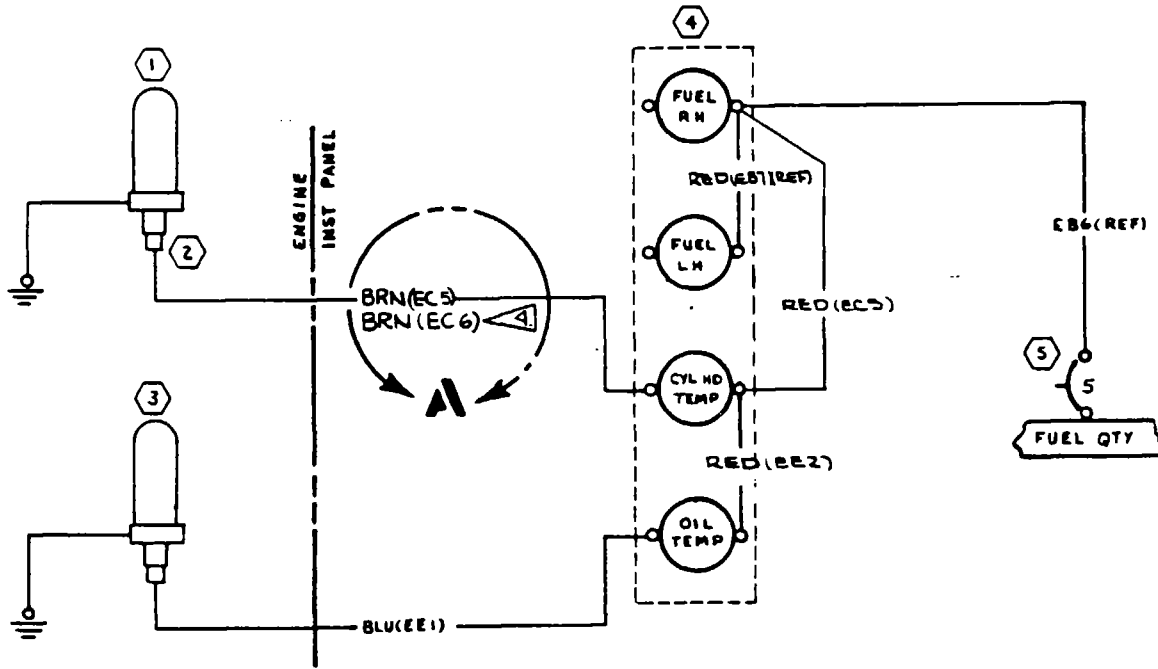 4
1
FUEL
RH
ENGINE
INST PANEL
RED(EB7)(REF)
2
EB6(REF)
FUEL
LH
BRN(EC5)
BRN(EC6) 4
RED(EC5)
A
5
5
3
CYL HD
TEMP
FUEL QTY
RED(EE2)
OIL
TEMP
BLU(EE1)